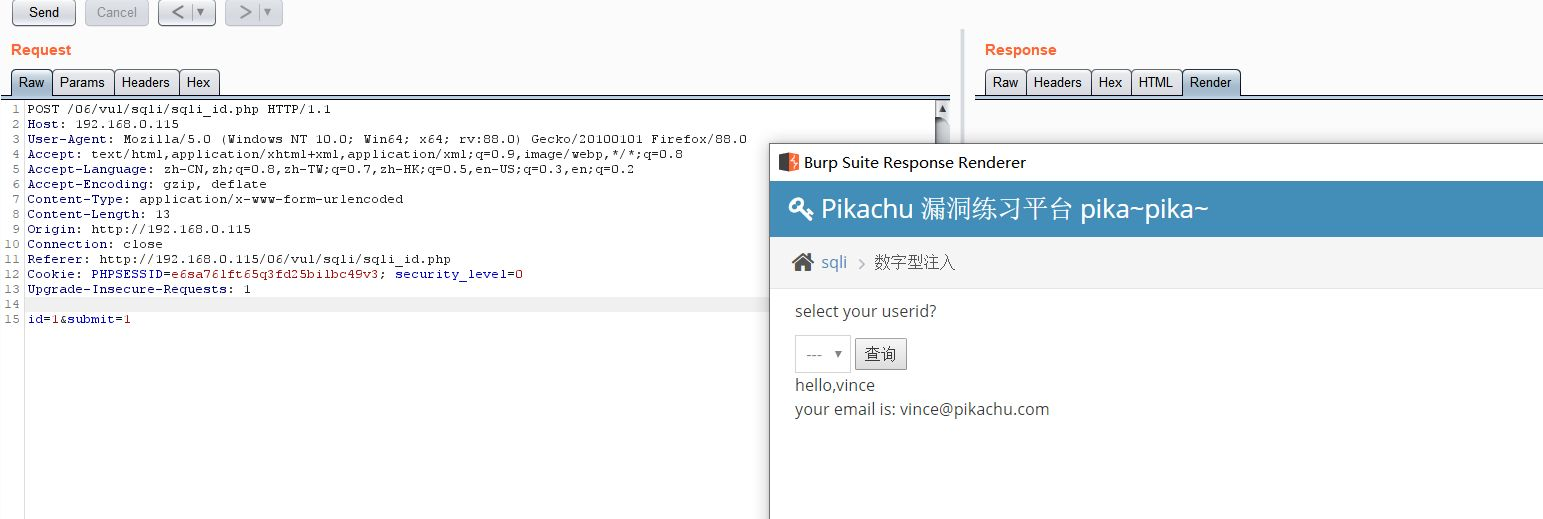 Send Cancel < ▼ > ▼
Request
Response
Raw Params Headers Hex
Raw Headers Hex HTML Render
1 POST /06/vul/sqli/sqli_id.php HTTP/1.1
2 Host: 192.168.0.115
3 User-Agent: Mozilla/5.0 (Windows NT 10.0; Win64; x64; rv:88.0) Gecko/20100101 Firefox/88.0
4 Accept: text/html,application/xhtml+xml,application/xml;q=0.9,image/webp,*/*;q=0.8
5 Accept-Language: zh-CN,zh;q=0.8,zh-TW;q=0.7,zh-HK;q=0.5,en-US;q=0.3,en;q=0.2
6 Accept-Encoding: gzip, deflate
7 Content-Type: application/x-www-form-urlencoded
8 Content-Length: 13
9 Origin: http://192.168.0.115
10 Connection: close
11 Referer: http://192.168.0.115/06/vul/sqli/sqli_id.php
12 Cookie: PHPSESSID=e6sa76lft65q3fd25bilbc49v3; security_level=0
13 Upgrade-Insecure-Requests: 1
14
15 id=1&submit=1
Burp Suite Response Renderer
Pikachu 漏洞练习平台 pika~pika~
sqli > 数字型注入
select your userid?
--- ▼ 查询
hello,vince
your email is: vince@pikachu.com